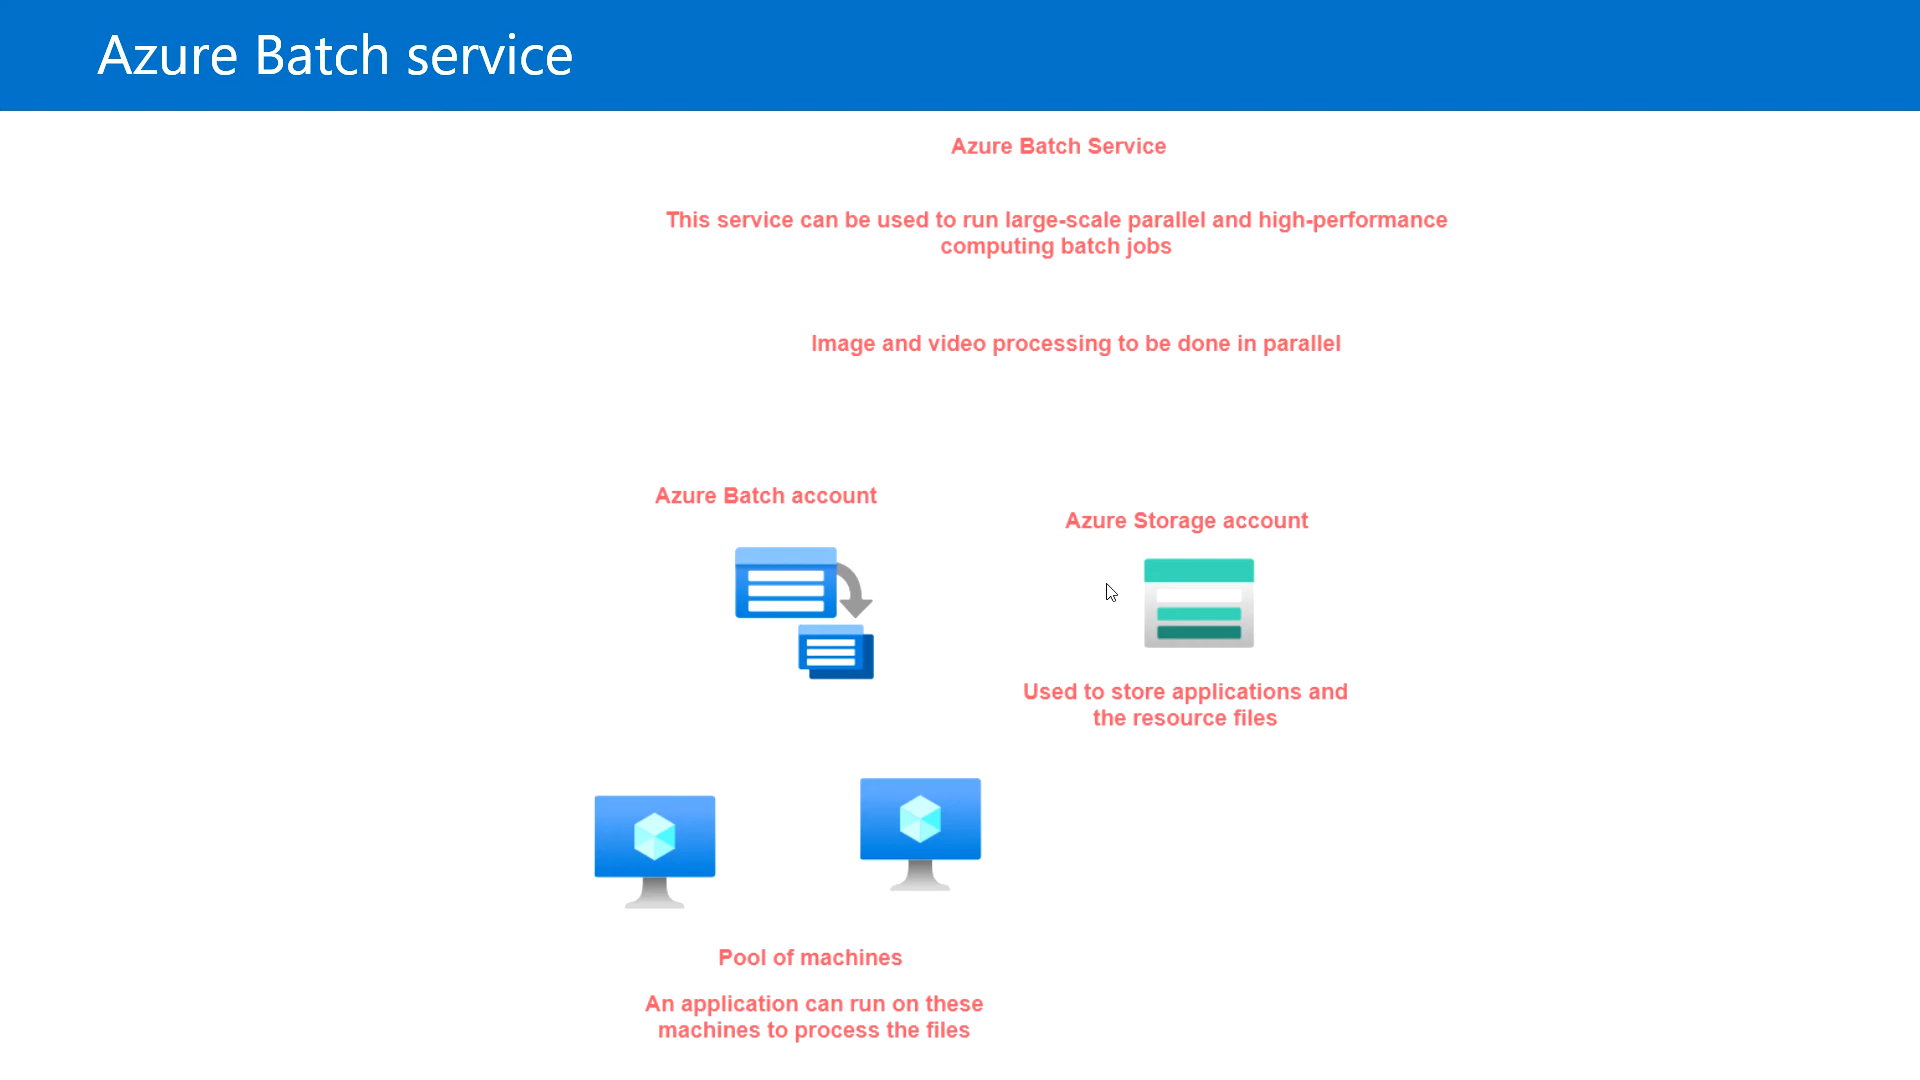 Azure Batch service
Azure Batch Service
This service can be used to run large-scale parallel and high-performance
computing batch jobs
Image and video processing to be done in parallel
Azure Batch account
Azure Storage account
Used to store applications and
the resource files
Pool of machines
An application can run on these
machines to process the files